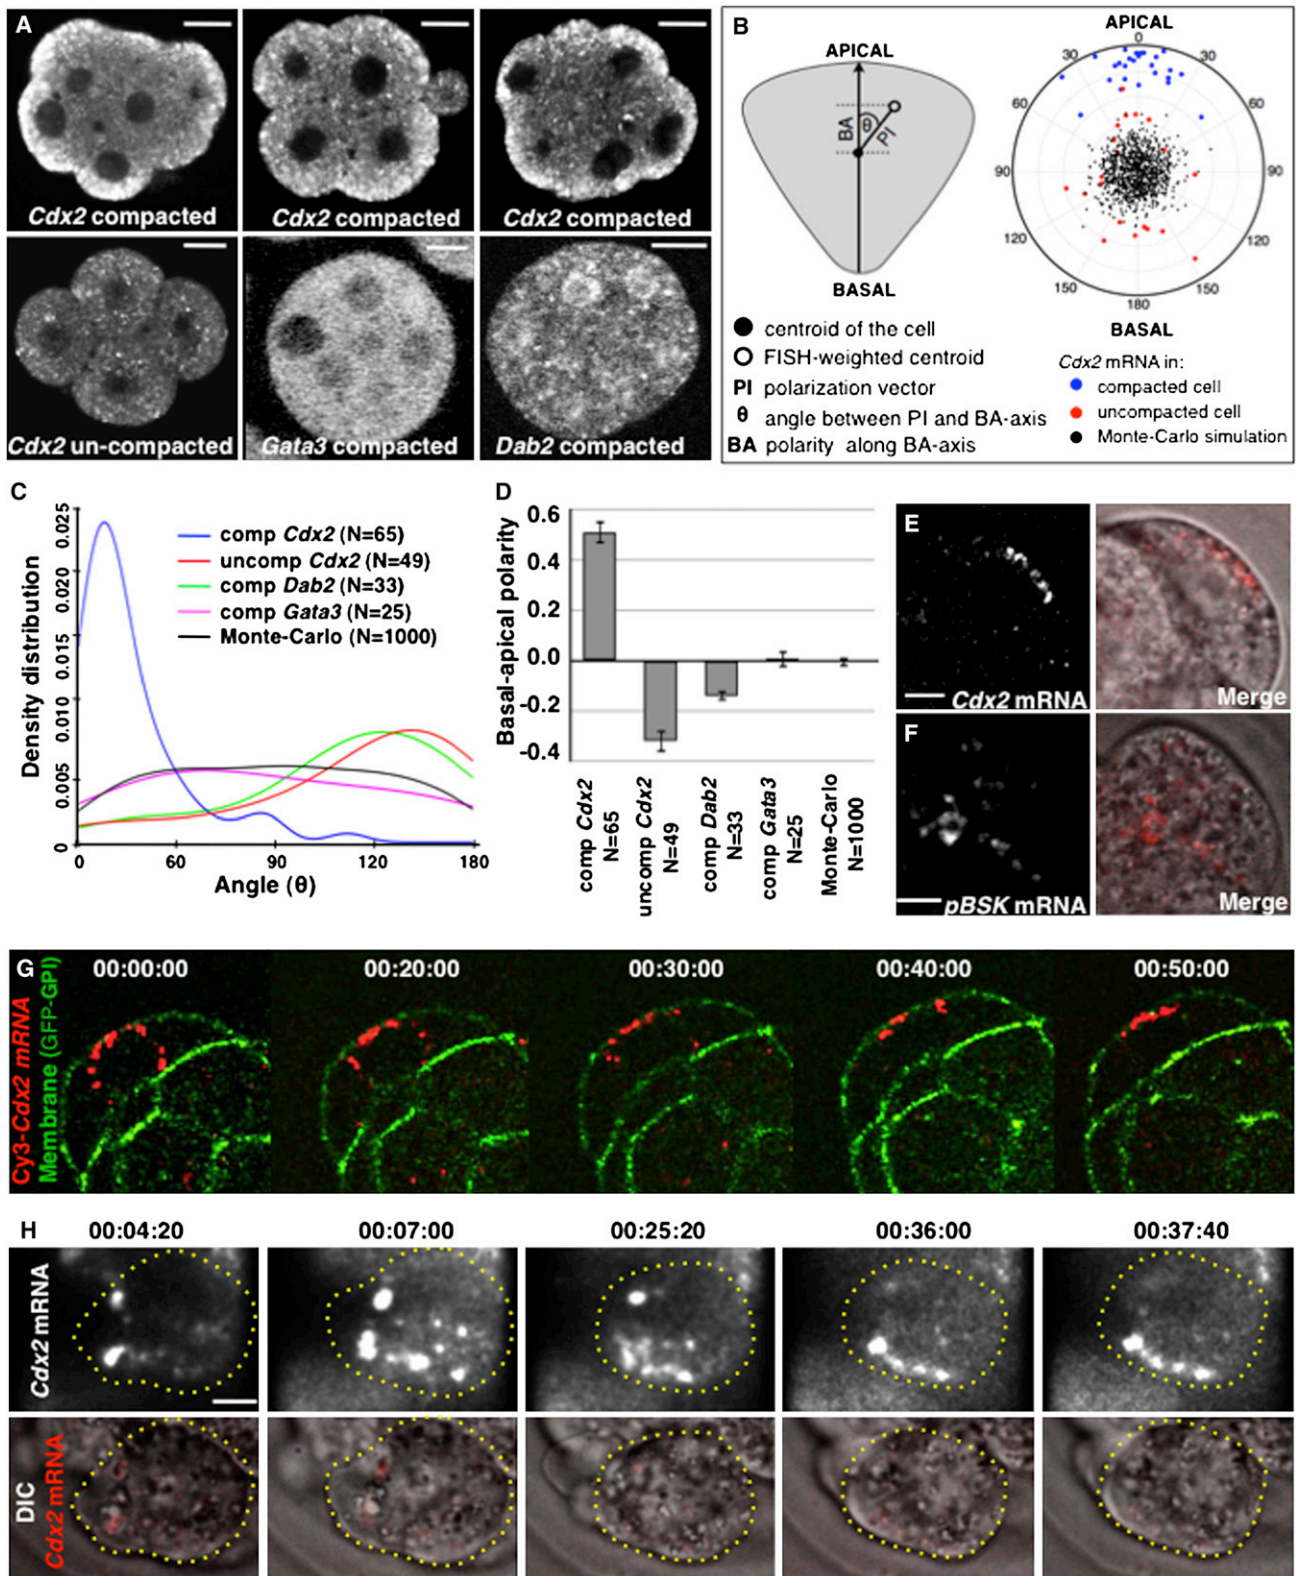 A
Cdx2 compacted
Cdx2 compacted
Cdx2 compacted
Cdx2 un-compacted
Gata3 compacted
Dab2 compacted
B
APICAL
BA
θ
PI
BASAL
APICAL
0
30
30
60
60
90
90
120
120
150
150
180
BASAL
centroid of the cell
FISH-weighted centroid
PI polarization vector
θ angle between PI and BA-axis
BA polarity along BA-axis
Cdx2 mRNA in:
compacted cell
uncompacted cell
Monte-Carlo simulation
C
Density distribution
0.025
0.020
0.015
0.010
0.005
0
comp Cdx2 (N=65)
uncomp Cdx2 (N=49)
comp Dab2 (N=33)
comp Gata3 (N=25)
Monte-Carlo (N=1000)
0 60 90 120 180
Angle (θ)
D
Basal-apical polarity
0.6
0.4
0.2
0.0
-0.2
-0.4
comp Cdx2
N=65
uncomp Cdx2
N=49
comp Dab2
N=33
comp Gata3
N=25
Monte-Carlo
N=1000
E
Cdx2 mRNA
Merge
F
pBSK mRNA
Merge
G
Cy3-Cdx2 mRNA
Membrane (GFP-GPI)
00:00:00 00:20:00 00:30:00 00:40:00 00:50:00
H
00:04:20 00:07:00 00:25:20 00:36:00 00:37:40
Cdx2 mRNA
DIC
Cdx2 mRNA